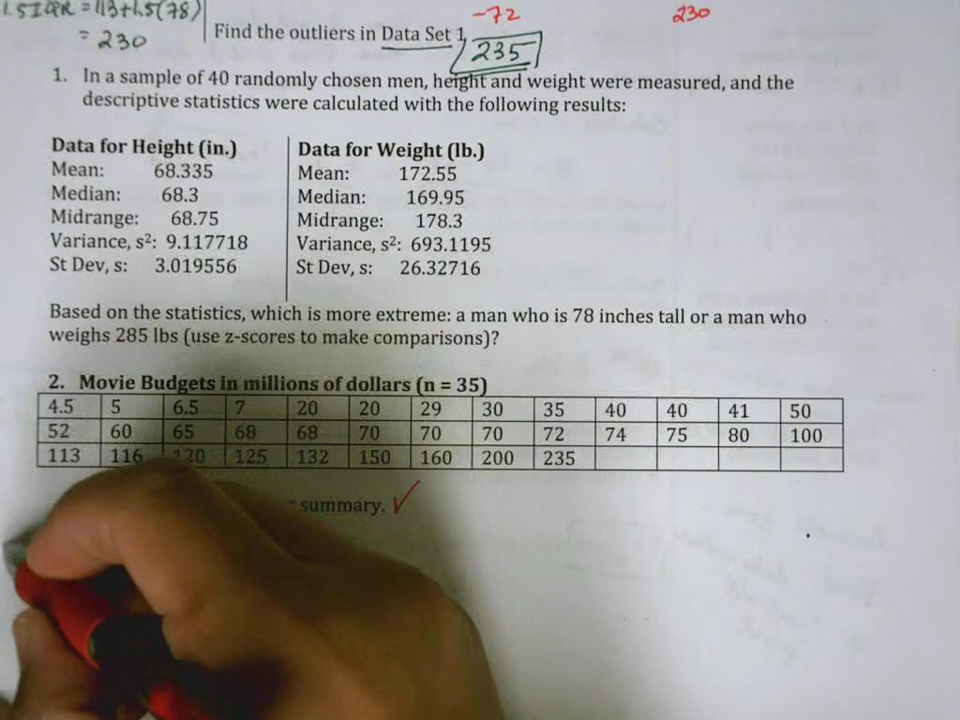 1.5IQR = 113+1.5(78)
= 230
-72
230
Find the outliers in Data Set 1.
235
1. In a sample of 40 randomly chosen men, height and weight were measured, and the
descriptive statistics were calculated with the following results:
Data for Height (in.)
Mean: 68.335
Median: 68.3
Midrange: 68.75
Variance, s²: 9.117718
St Dev, s: 3.019556
Data for Weight (lb.)
Mean: 172.55
Median: 169.95
Midrange: 178.3
Variance, s²: 693.1195
St Dev, s: 26.32716
Based on the statistics, which is more extreme: a man who is 78 inches tall or a man who
weighs 285 lbs (use z-scores to make comparisons)?
2. Movie Budgets in millions of dollars (n = 35)
4.5 5 6.5 7 20 20 29 30 35 40 40 41 50
52 60 65 68 68 70 70 70 72 74 75 80 100
113 116 120 125 132 150 160 200 235
summary. ✓